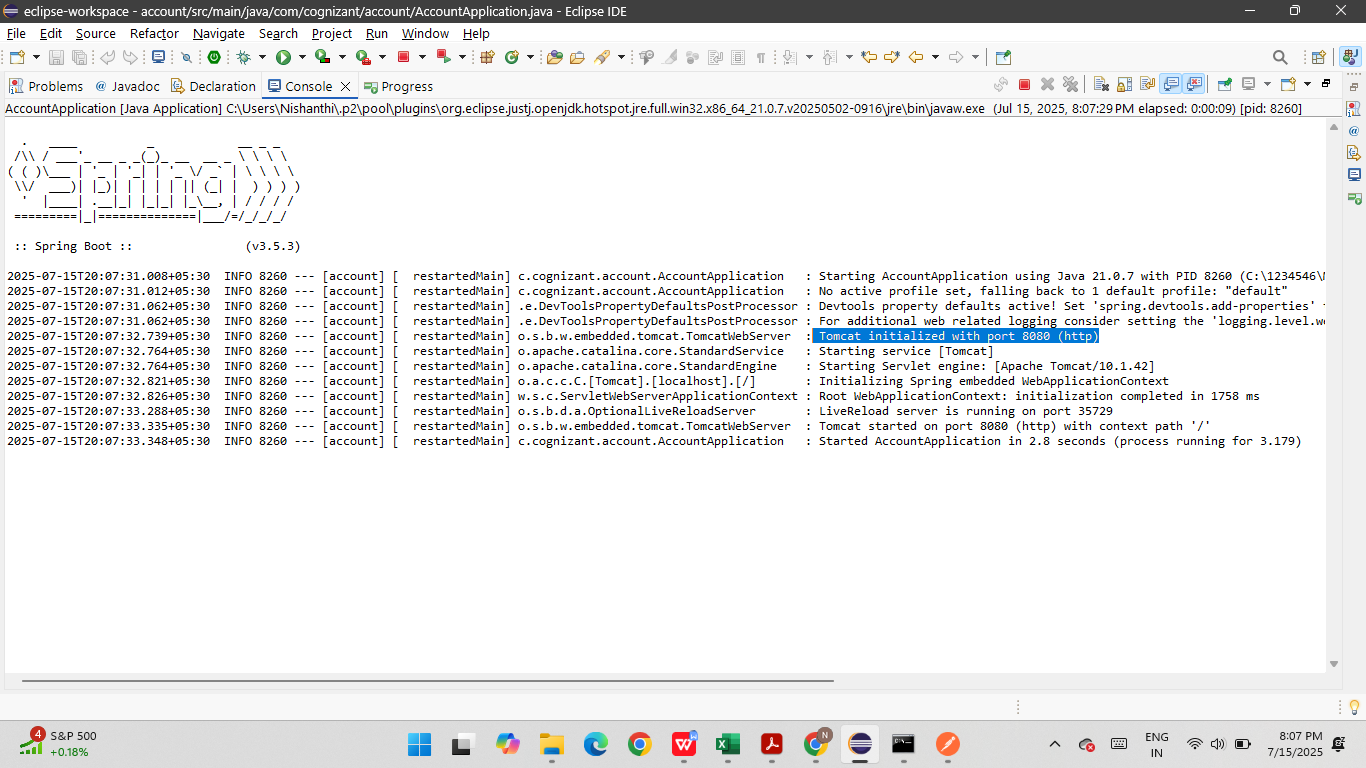 eclipse-workspace - account/src/main/java/com/cognizant/account/AccountApplication.java - Eclipse IDE
File Edit Source Refactor Navigate Search Project Run Window Help
Problems @ Javadoc Declaration Console Progress
AccountApplication [Java Application] C:\Users\Nishanthi\.p2\pool\plugins\org.eclipse.justj.openjdk.hotspot.jre.full.win32.x86_64_21.0.7.v20250502-0916\jre\bin\javaw.exe (Jul 15, 2025, 8:07:29 PM elapsed: 0:00:09) [pid: 8260]
Spring
:: Spring Boot :: (v3.5.3)
2025-07-15T20:07:31.008+05:30 INFO 8260 --- [account] [ restartedMain] c.cognizant.account.AccountApplication : Starting AccountApplication using Java 21.0.7 with PID 8260 (C:\1234546\
2025-07-15T20:07:31.012+05:30 INFO 8260 --- [account] [ restartedMain] c.cognizant.account.AccountApplication : No active profile set, falling back to 1 default profile: "default"
2025-07-15T20:07:31.062+05:30 INFO 8260 --- [account] [ restartedMain] .e.DevToolsPropertyDefaultsPostProcessor : Devtools property defaults active! Set 'spring.devtools.add-properties'
2025-07-15T20:07:31.062+05:30 INFO 8260 --- [account] [ restartedMain] .e.DevToolsPropertyDefaultsPostProcessor : For additional web related logging consider setting the 'logging.level.w
2025-07-15T20:07:32.739+05:30 INFO 8260 --- [account] [ restartedMain] o.s.b.w.embedded.tomcat.TomcatWebServer : Tomcat initialized with port 8080 (http)
2025-07-15T20:07:32.764+05:30 INFO 8260 --- [account] [ restartedMain] o.apache.catalina.core.StandardService : Starting service [Tomcat]
2025-07-15T20:07:32.764+05:30 INFO 8260 --- [account] [ restartedMain] o.apache.catalina.core.StandardEngine : Starting Servlet engine: [Apache Tomcat/10.1.42]
2025-07-15T20:07:32.821+05:30 INFO 8260 --- [account] [ restartedMain] o.a.c.c.C.[Tomcat].[localhost].[/] : Initializing Spring embedded WebApplicationContext
2025-07-15T20:07:32.826+05:30 INFO 8260 --- [account] [ restartedMain] w.s.c.ServletWebServerApplicationContext : Root WebApplicationContext: initialization completed in 1758 ms
2025-07-15T20:07:33.288+05:30 INFO 8260 --- [account] [ restartedMain] o.s.b.d.a.OptionalLiveReloadServer : LiveReload server is running on port 35729
2025-07-15T20:07:33.335+05:30 INFO 8260 --- [account] [ restartedMain] o.s.b.w.embedded.tomcat.TomcatWebServer : Tomcat started on port 8080 (http) with context path '/'
2025-07-15T20:07:33.348+05:30 INFO 8260 --- [account] [ restartedMain] c.cognizant.account.AccountApplication : Started AccountApplication in 2.8 seconds (process running for 3.179)
4
S&P 500
+0.18%
N
ENG
IN
8:07 PM
7/15/2025